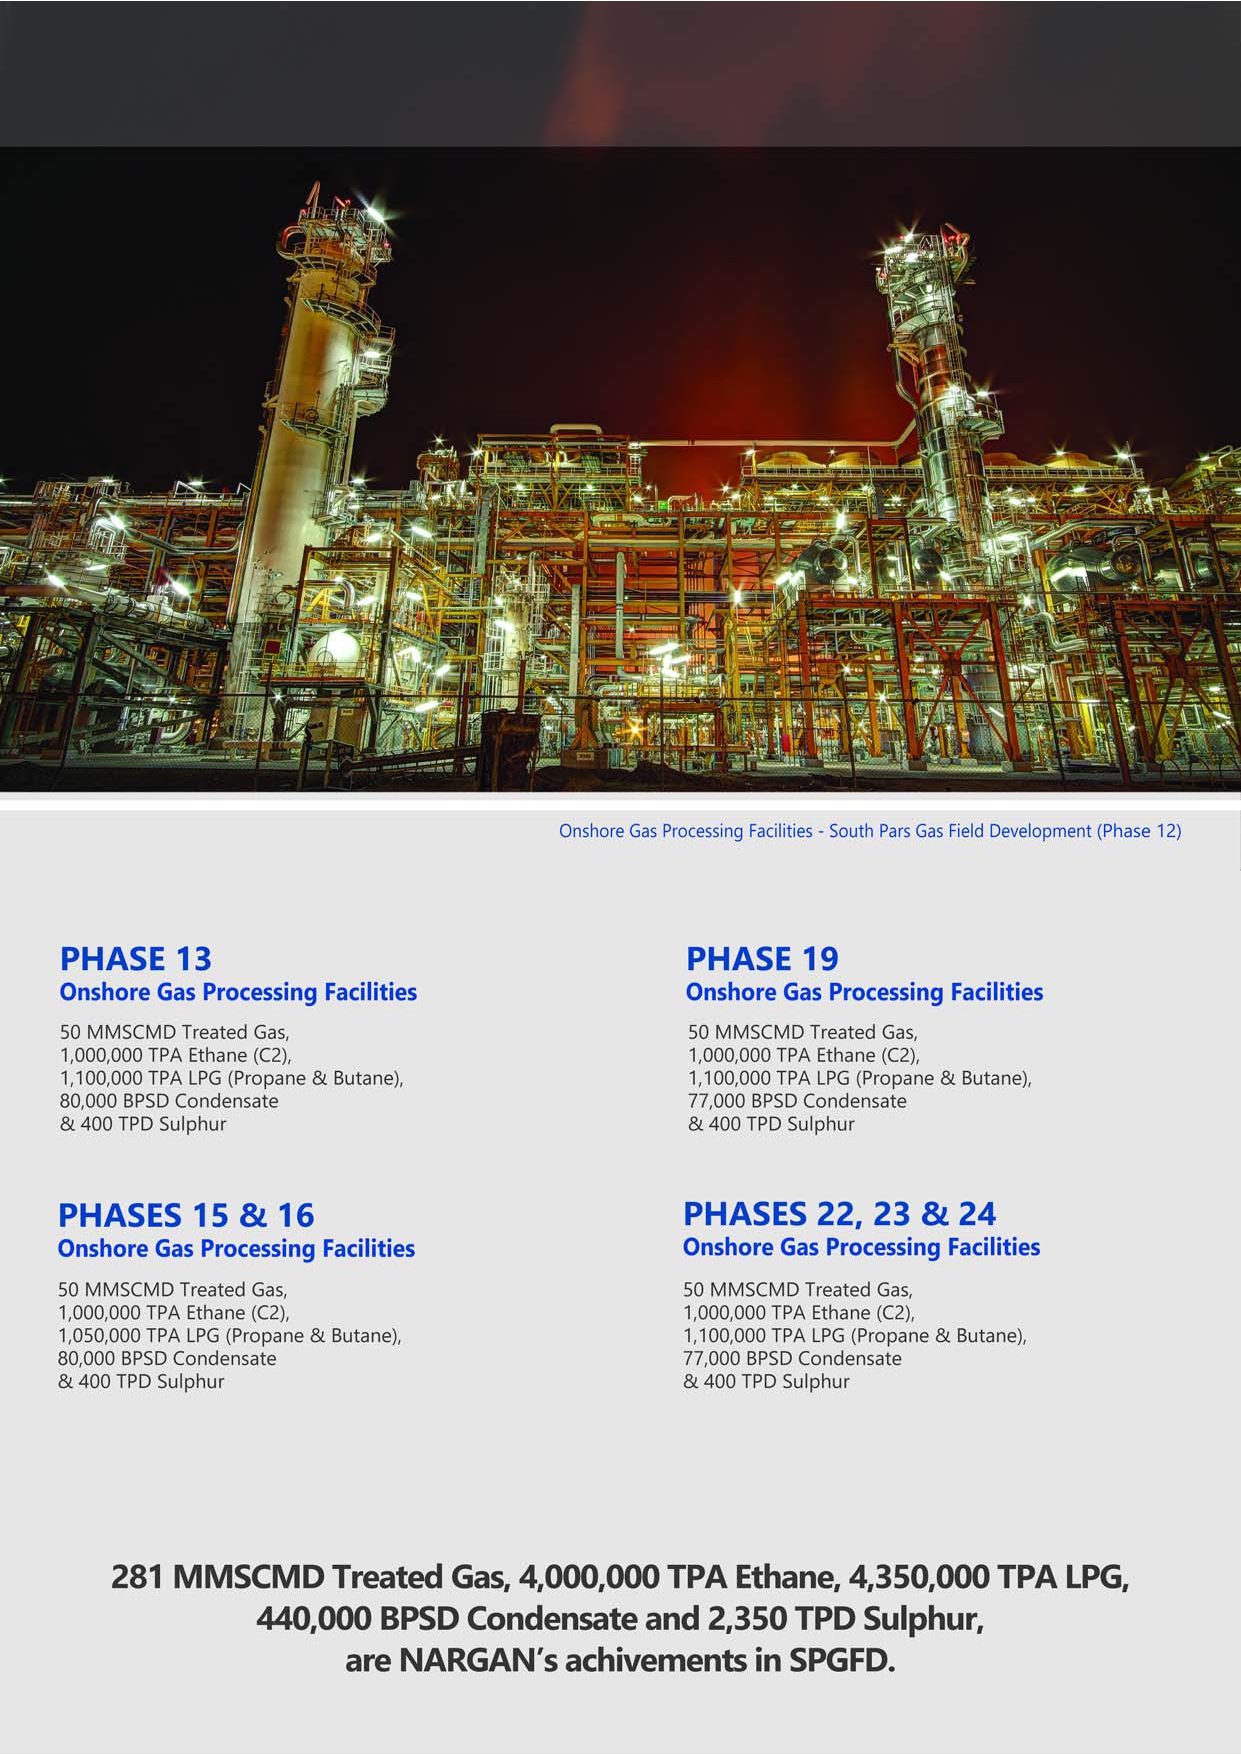 Onshore Gas Processing Facilities - South Pars Gas Field Development (Phase 12)
PHASE 13
Onshore Gas Processing Facilities
50 MMSCMD Treated Gas,
1,000,000 TPA Ethane (C2),
1,100,000 TPA LPG (Propane & Butane),
80,000 BPSD Condensate
& 400 TPD Sulphur
PHASE 19
Onshore Gas Processing Facilities
50 MMSCMD Treated Gas,
1,000,000 TPA Ethane (C2),
1,100,000 TPA LPG (Propane & Butane),
77,000 BPSD Condensate
& 400 TPD Sulphur
PHASES 15 & 16
Onshore Gas Processing Facilities
50 MMSCMD Treated Gas,
1,000,000 TPA Ethane (C2),
1,050,000 TPA LPG (Propane & Butane),
80,000 BPSD Condensate
& 400 TPD Sulphur
PHASES 22, 23 & 24
Onshore Gas Processing Facilities
50 MMSCMD Treated Gas,
1,000,000 TPA Ethane (C2),
1,100,000 TPA LPG (Propane & Butane),
77,000 BPSD Condensate
& 400 TPD Sulphur
281 MMSCMD Treated Gas, 4,000,000 TPA Ethane, 4,350,000 TPA LPG,
440,000 BPSD Condensate and 2,350 TPD Sulphur,
are NARGAN’s achivements in SPGFD.